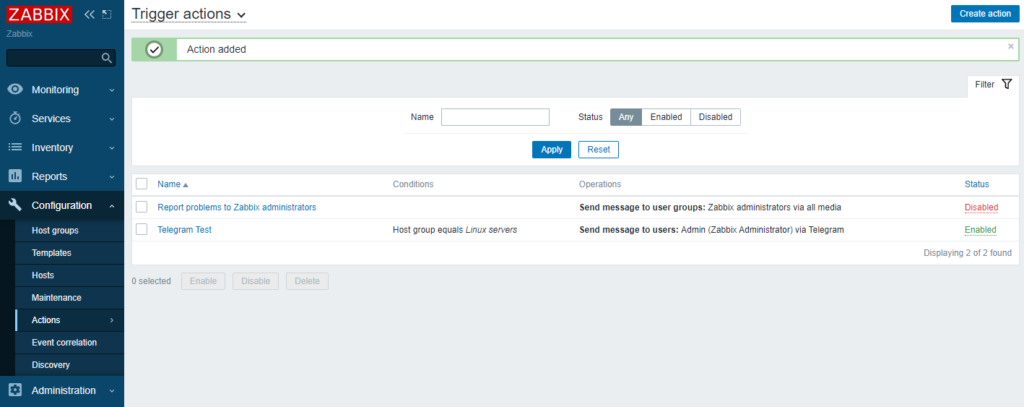 ZABBIX
Trigger actions
Create action
Zabbix
Action added
Filter
Name
Status Any Enabled Disabled
Apply Reset
Monitoring
Services
Inventory
Reports
Configuration
Host groups
Templates
Hosts
Maintenance
Actions
Event correlation
Discovery
Administration
Name Conditions Operations Status
Report problems to Zabbix administrators Send message to user groups: Zabbix administrators via all media Disabled
Telegram Test Host group equals Linux servers Send message to users: Admin (Zabbix Administrator) via Telegram Enabled
Displaying 2 of 2 found
0 selected Enable Disable Delete